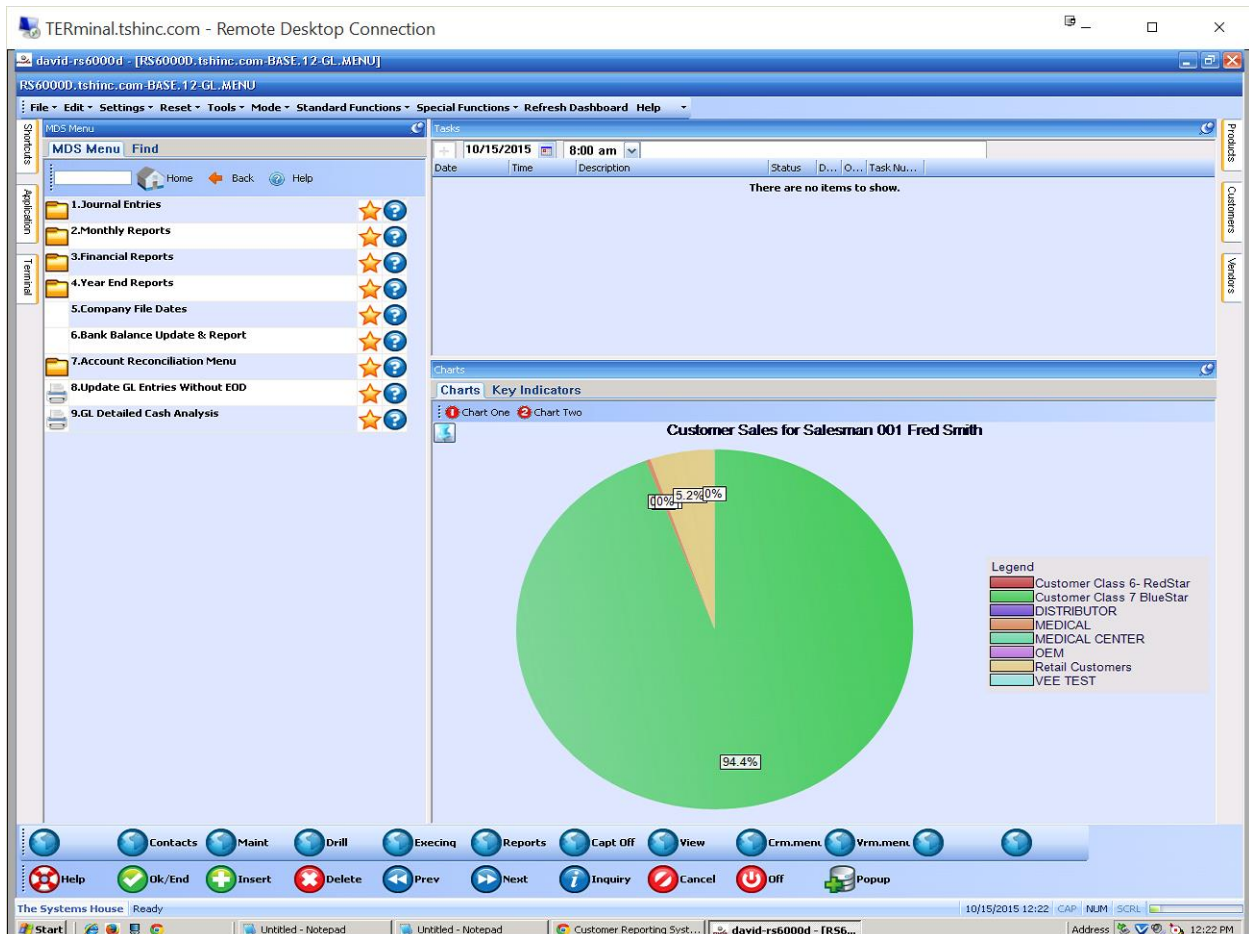 TERminal.tshinc.com - Remote Desktop Connection
david-rs6000d - [RS6000D.tshinc.com-BASE.12-GL.MENU]
RS6000D.tshinc.com-BASE.12-GL.MENU
File Edit Settings Reset Tools Mode Standard Functions Special Functions Refresh Dashboard Help
Shortcuts
Application
Terminal
MDS Menu
MDS Menu Find
Home Back Help
1.Journal Entries
2.Monthly Reports
3.Financial Reports
4.Year End Reports
5.Company File Dates
6.Bank Balance Update & Report
7.Account Reconciliation Menu
8.Update GL Entries Without EOD
9.GL Detailed Cash Analysis
Tasks
10/15/2015 8:00 am
Date Time Description Status D... O... Task Nu...
There are no items to show.
Products
Customers
Vendors
Charts
Charts Key Indicators
1 Chart One 2 Chart Two
Customer Sales for Salesman 001 Fred Smith
0% 5.2% 0%
94.4%
Legend
Customer Class 6- RedStar
Customer Class 7 BlueStar
DISTRIBUTOR
MEDICAL
MEDICAL CENTER
OEM
Retail Customers
VEE TEST
Contacts Maint Drill Execinq Reports Capt Off View Crm.menu Vrm.menu
Help Ok/End Insert Delete Prev Next Inquiry Cancel Off Popup
The Systems House Ready 10/15/2015 12:22 CAP NUM SCRL
Start Untitled - Notepad Untitled - Notepad Customer Reporting Syst... david-rs6000d - [RS6... Address 12:22 PM